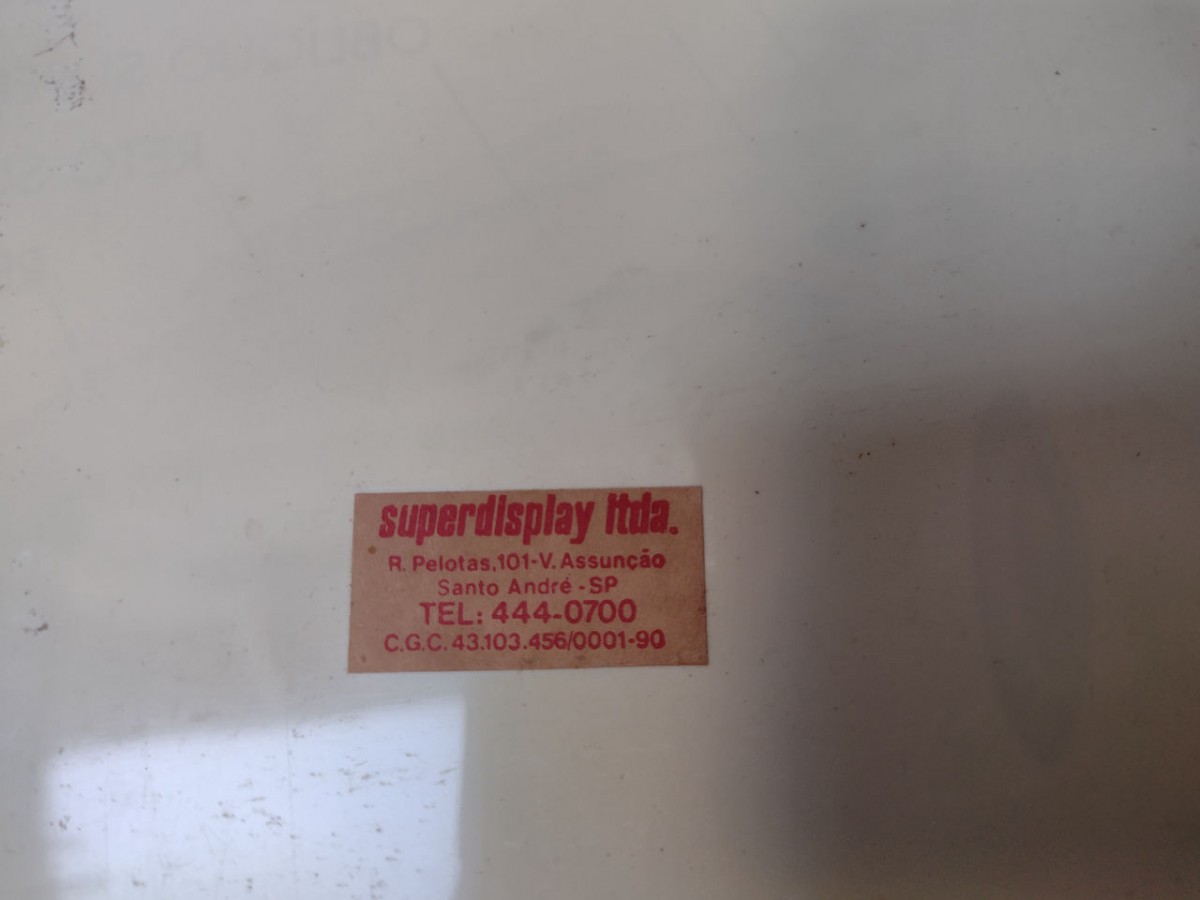 superdisplay ltda.
R. Pelotas,101-V. Assunção
Santo André - SP
TEL: 444-0700
C.G.C. 43.103.456/0001-90